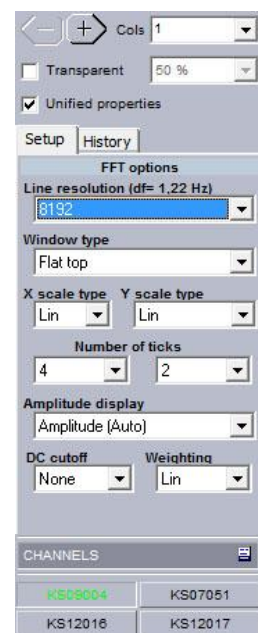 Cols 1
Transparent 50 %
Unified properties
Setup History
FFT options
Line resolution (df= 1,22 Hz)
8192
Window type
Flat top
X scale type Y scale type
Lin Lin
Number of ticks
4 2
Amplitude display
Amplitude (Auto)
DC cutoff Weighting
None Lin
CHANNELS
KS09004 KS07051
KS12016 KS12017